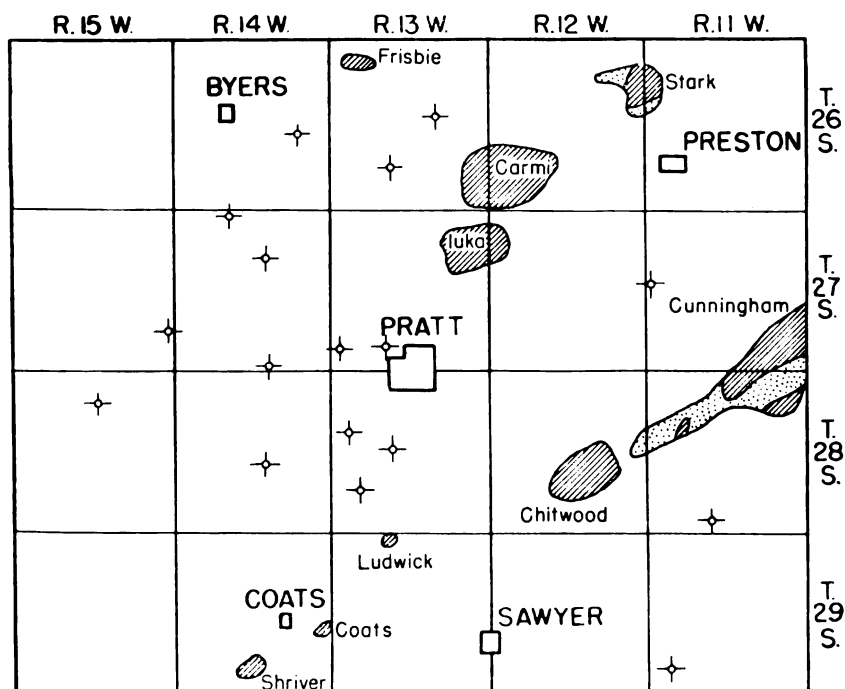 R. 15 W.
R. 14 W.
R. 13 W.
R. 12 W.
R. 11 W.
Frisbie
BYERS
Stark
T.
26
S.
PRESTON
Carmi
Iuka
T.
27
S.
Cunningham
PRATT
T.
28
S.
Chitwood
Ludwick
COATS
SAWYER
T.
29
S.
Coats
Shriver